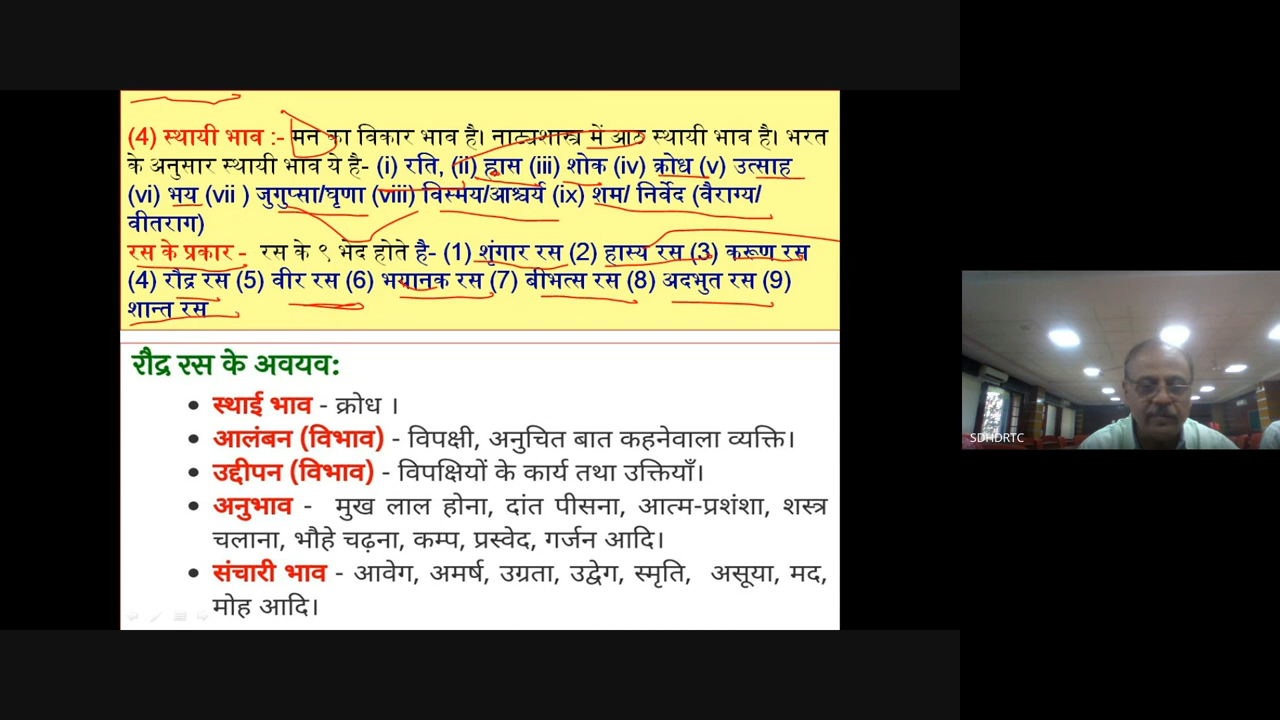 (4) स्थायी भाव :- मन का विकार भाव है। नाट्यशास्त्र में आठ स्थायी भाव है। भरत
के अनुसार स्थायी भाव ये है- (i) रति, (ii) ह्रास (iii) शोक (iv) क्रोध (v) उत्साह
(vi) भय (vii ) जुगुप्सा/घृणा (viii) विस्मय/आश्चर्य (ix) शम/ निर्वेद (वैराग्य/
वीतराग)
रस के प्रकार - रस के ९ भेद होते है- (1) शृंगार रस (2) हास्य रस (3) करूण रस
(4) रौद्र रस (5) वीर रस (6) भयानक रस (7) बीभत्स रस (8) अदभुत रस (9)
शान्त रस
रौद्र रस के अवयव:
• स्थाई भाव - क्रोध ।
• आलंबन (विभाव) - विपक्षी, अनुचित बात कहनेवाला व्यक्ति।
• उद्दीपन (विभाव) - विपक्षियों के कार्य तथा उक्तियाँ।
• अनुभाव - मुख लाल होना, दांत पीसना, आत्म-प्रशंशा, शस्त्र
चलाना, भौहे चढ़ना, कम्प, प्रस्वेद, गर्जन आदि।
• संचारी भाव - आवेग, अमर्ष, उग्रता, उद्वेग, स्मृति, असूया, मद,
मोह आदि।
SDHDRTC